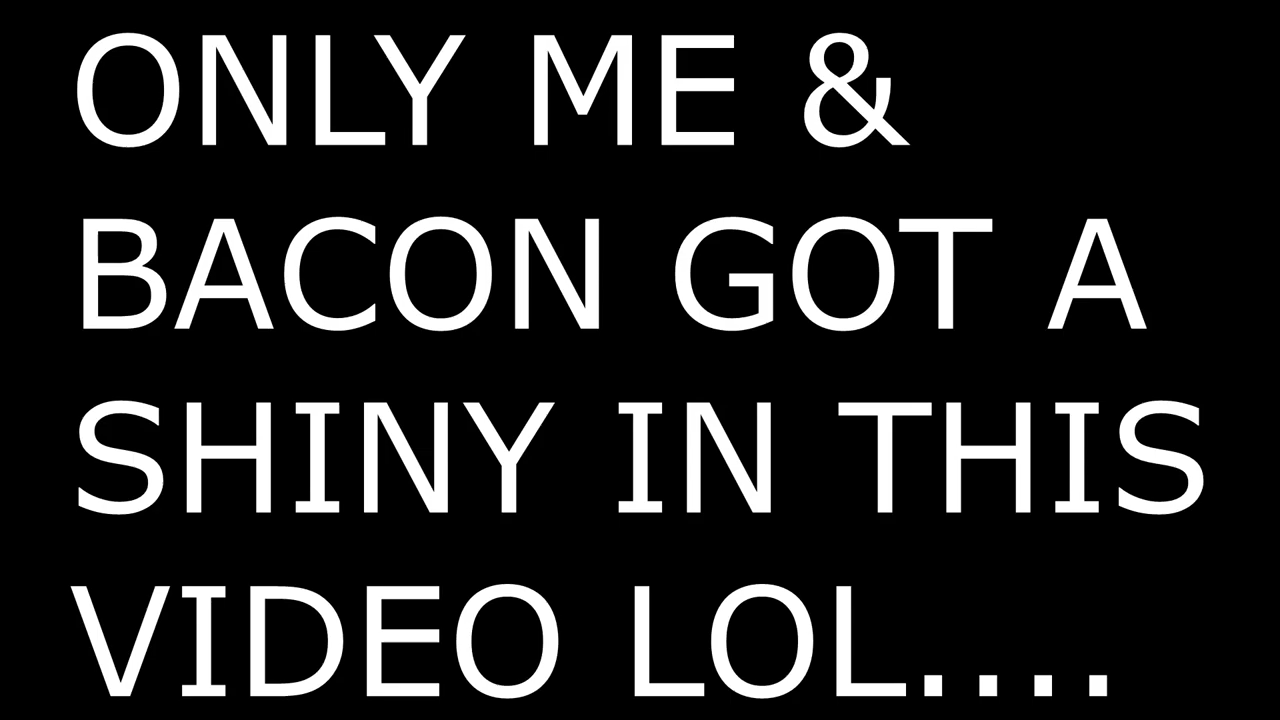 ONLY ME &
BACON GOT A
SHINY IN THIS
VIDEO LOL....